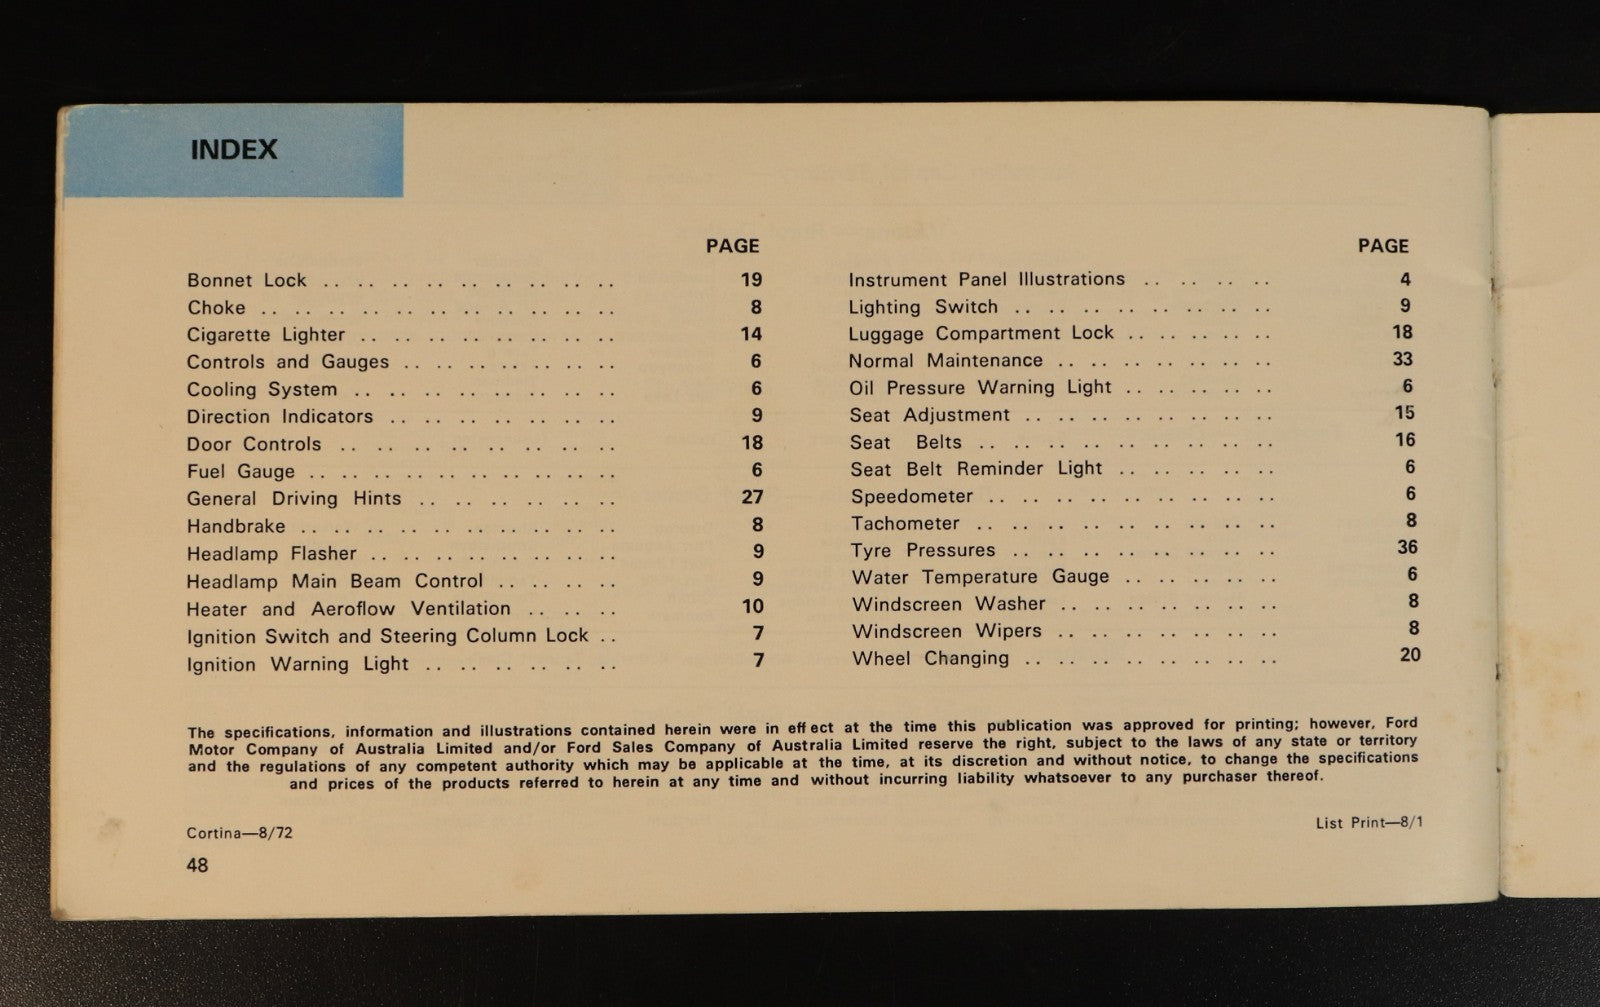 INDEX
PAGE
Bonnet Lock .. .. .. .. .. .. .. .. .. 19
Choke .. .. .. .. .. .. .. .. .. .. .. 8
Cigarette Lighter .. .. .. .. .. .. .. .. 14
Controls and Gauges .. .. .. .. .. .. .. 6
Cooling System .. .. .. .. .. .. .. .. 6
Direction Indicators .. .. .. .. .. .. .. 9
Door Controls .. .. .. .. .. .. .. .. .. 18
Fuel Gauge .. .. .. .. .. .. .. .. .. 6
General Driving Hints .. .. .. .. .. .. 27
Handbrake .. .. .. .. .. .. .. .. .. .. 8
Headlamp Flasher .. .. .. .. .. .. .. .. 9
Headlamp Main Beam Control .. .. .. .. 9
Heater and Aeroflow Ventilation .. .. .. 10
Ignition Switch and Steering Column Lock .. 7
Ignition Warning Light .. .. .. .. .. .. 7
PAGE
Instrument Panel Illustrations .. .. .. .. 4
Lighting Switch .. .. .. .. .. .. .. .. 9
Luggage Compartment Lock .. .. .. .. .. 18
Normal Maintenance .. .. .. .. .. .. .. 33
Oil Pressure Warning Light .. .. .. .. .. 6
Seat Adjustment .. .. .. .. .. .. .. .. 15
Seat Belts .. .. .. .. .. .. .. .. .. 16
Seat Belt Reminder Light .. .. .. .. .. 6
Speedometer .. .. .. .. .. .. .. .. .. 6
Tachometer .. .. .. .. .. .. .. .. .. 8
Tyre Pressures .. .. .. .. .. .. .. .. 36
Water Temperature Gauge .. .. .. .. .. 6
Windscreen Washer .. .. .. .. .. .. .. 8
Windscreen Wipers .. .. .. .. .. .. .. 8
Wheel Changing .. .. .. .. .. .. .. .. 20
The specifications, information and illustrations contained herein were in effect at the time this publication was approved for printing; however, Ford
Motor Company of Australia Limited and/or Ford Sales Company of Australia Limited reserve the right, subject to the laws of any state or territory
and the regulations of any competent authority which may be applicable at the time, at its discretion and without notice, to change the specifications
and prices of the products referred to herein at any time and without incurring liability whatsoever to any purchaser thereof.
Cortina—8/72
List Print—8/1
48